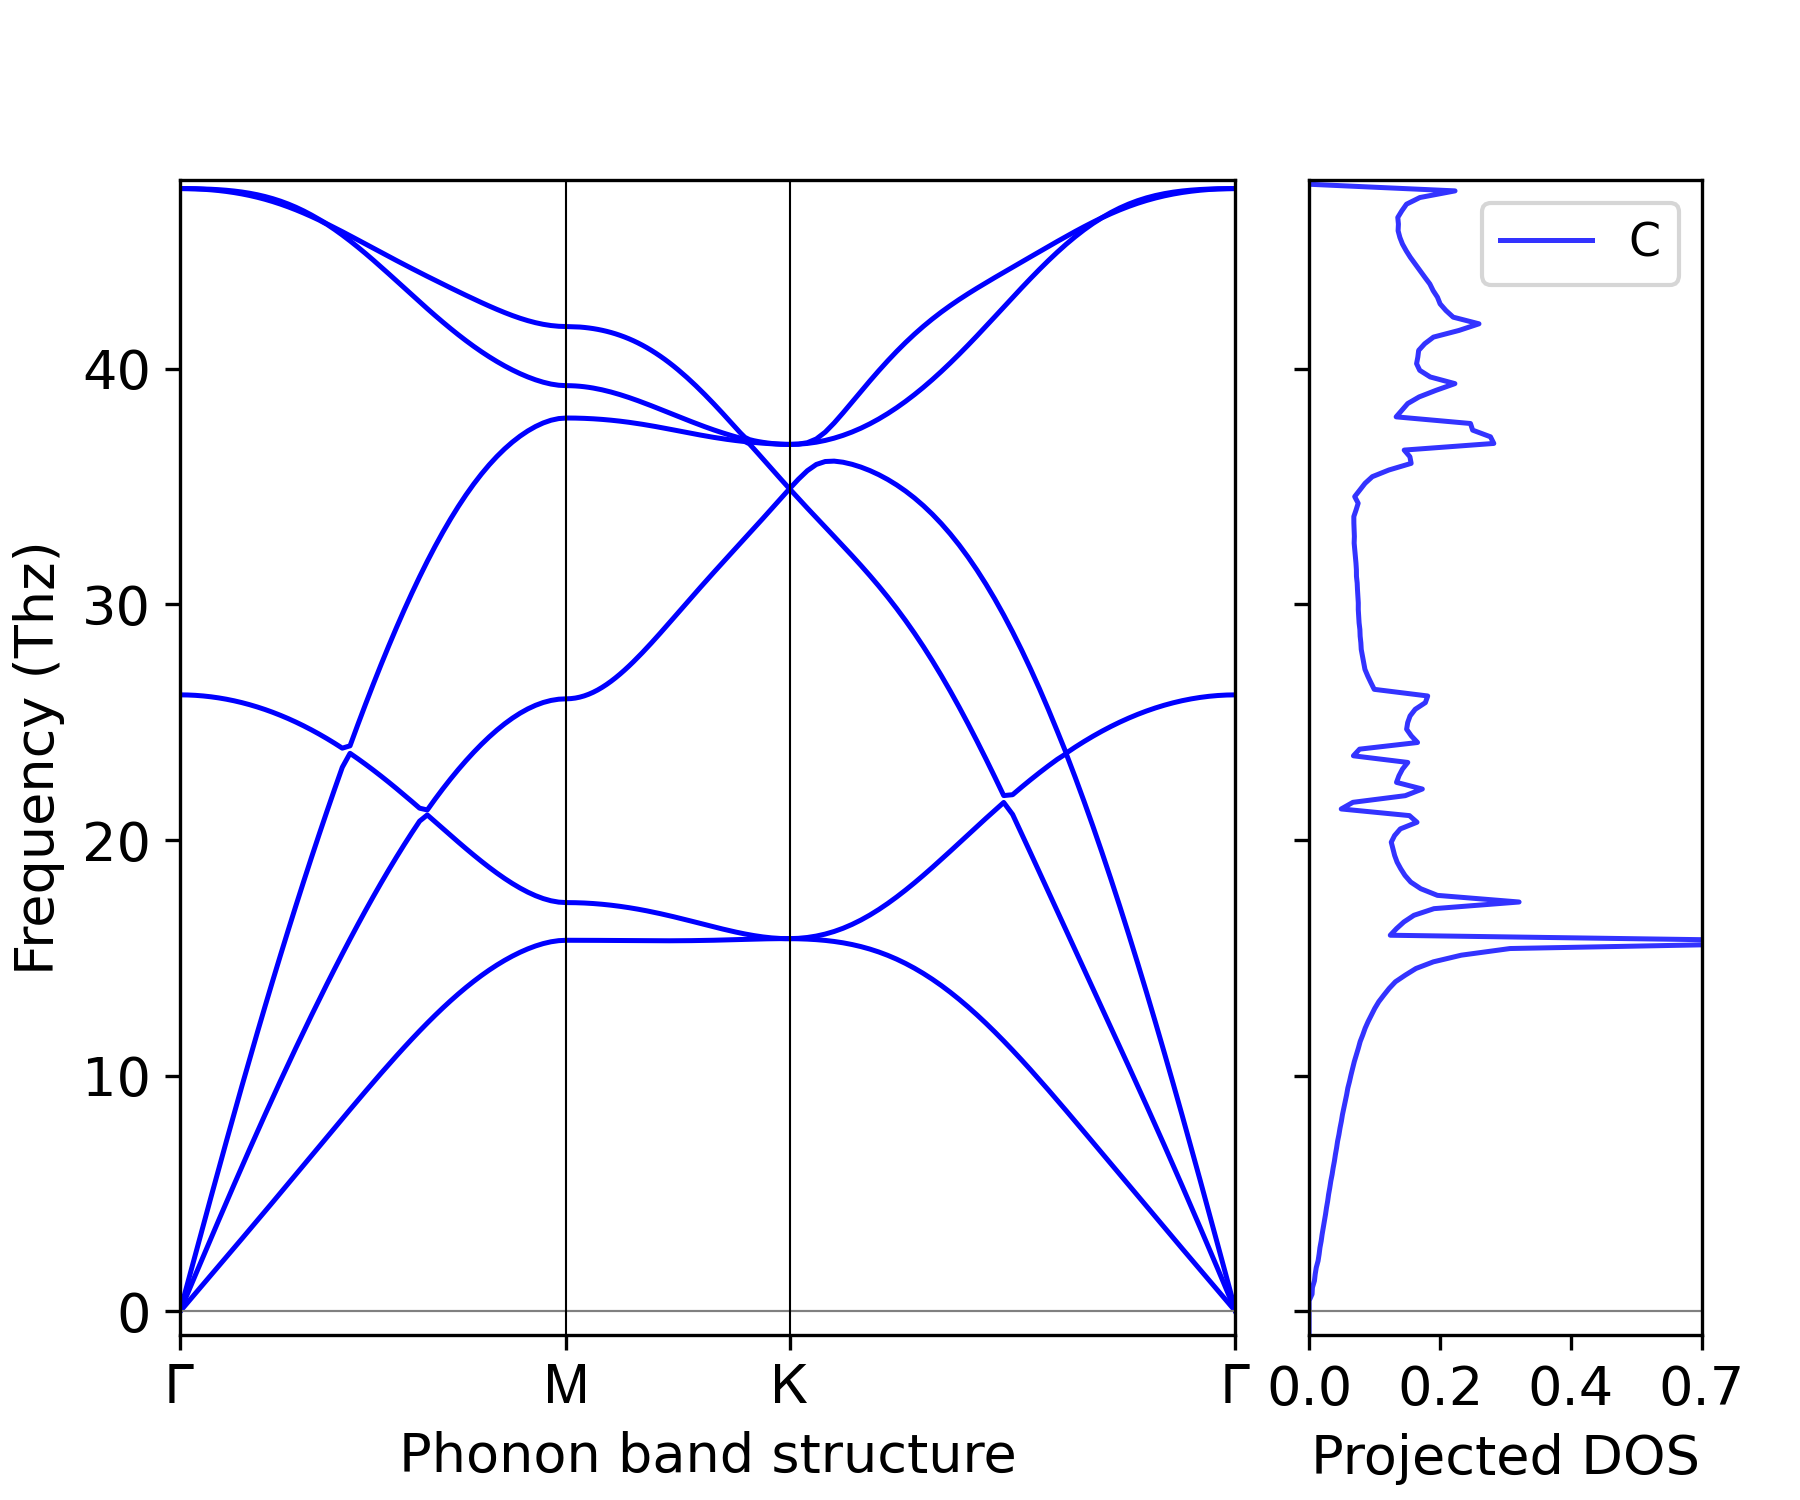 C
40
30
20
10
0
Frequency (Thz)
Γ M K Γ
0.0 0.2 0.4 0.7
Phonon band structure
Projected DOS